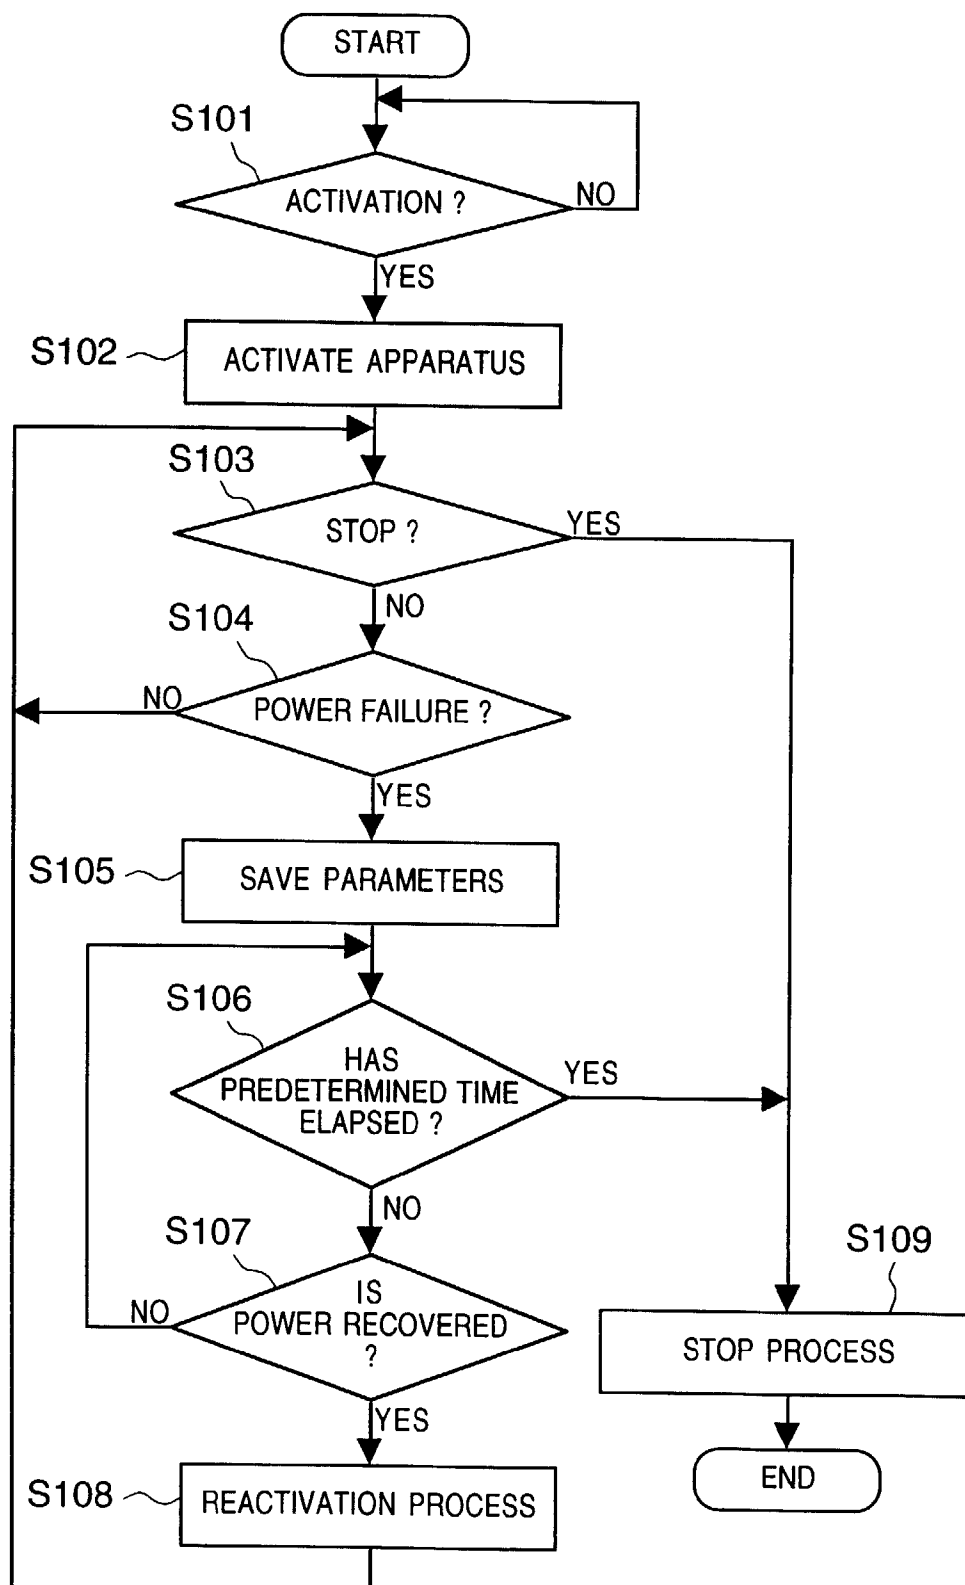 START
S101
ACTIVATION ?
NO
YES
S102
ACTIVATE APPARATUS
S103
STOP ?
YES
NO
S104
POWER FAILURE ?
NO
YES
S105
SAVE PARAMETERS
S106
HAS
PREDETERMINED TIME
ELAPSED ?
YES
NO
S107
IS
POWER RECOVERED
?
NO
YES
S109
STOP PROCESS
S108
REACTIVATION PROCESS
END